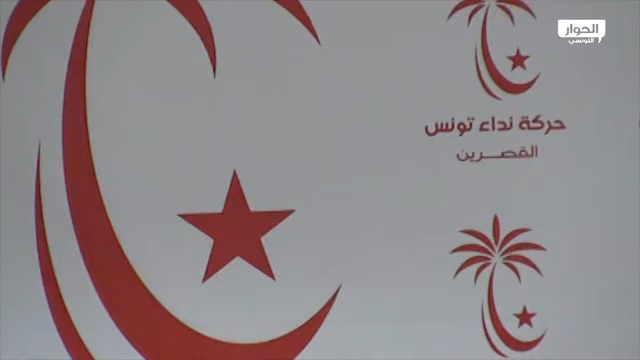 الحوار
التونسي
حركة نداء تونس
القصرين